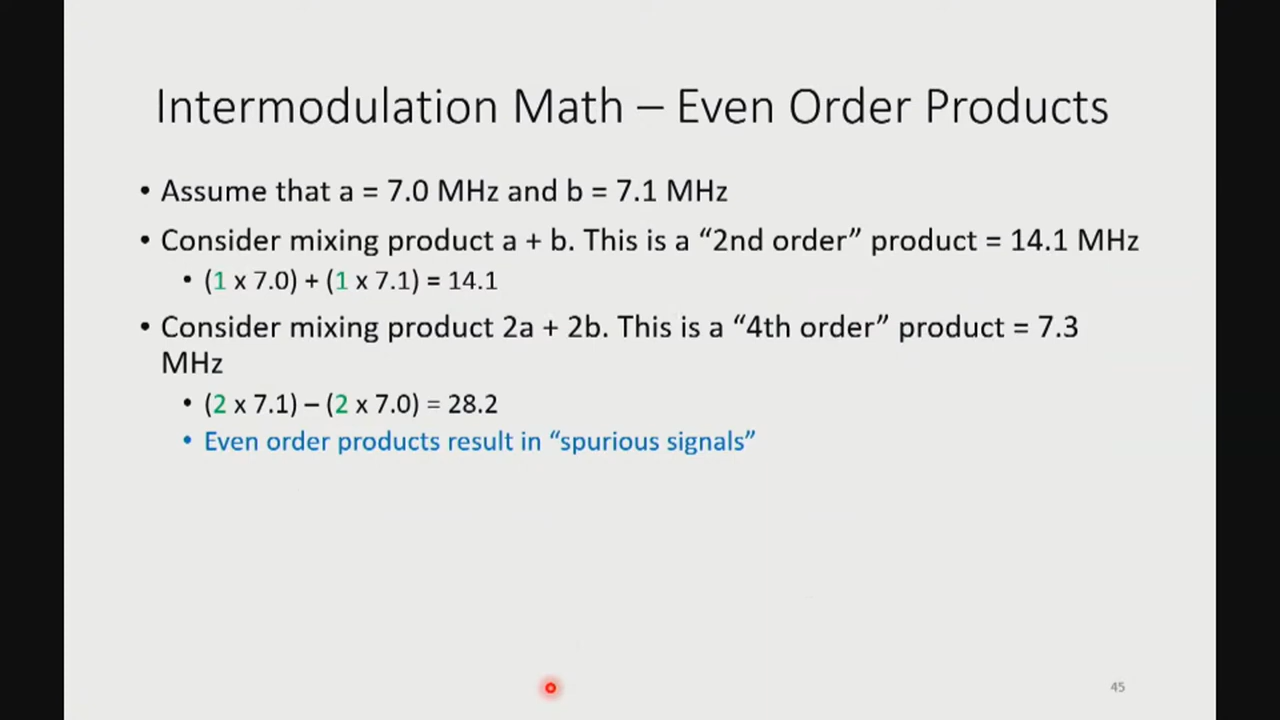 Intermodulation Math – Even Order Products
• Assume that a = 7.0 MHz and b = 7.1 MHz
• Consider mixing product a + b. This is a “2nd order” product = 14.1 MHz
• (1 x 7.0) + (1 x 7.1) = 14.1
• Consider mixing product 2a + 2b. This is a “4th order” product = 7.3
MHz
• (2 x 7.1) – (2 x 7.0) = 28.2
• Even order products result in “spurious signals”
45